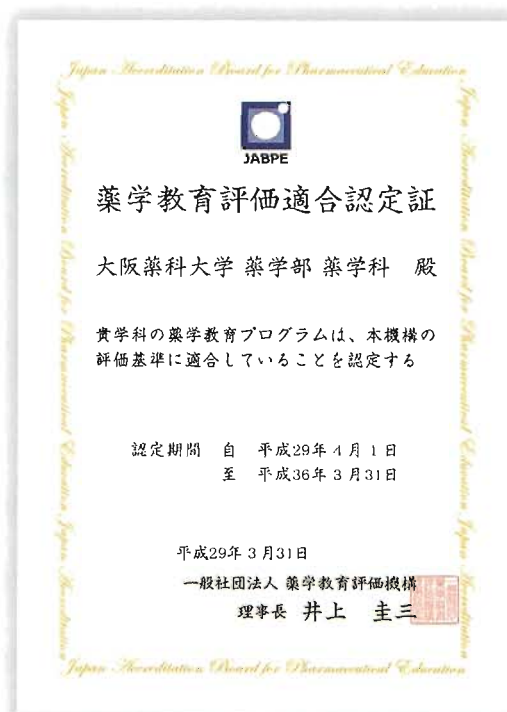 Japan Accreditation Board for Pharmaceutical Education
JABPE
薬学教育評価適合認定証
大阪薬科大学 薬学部 薬学科 殿
貴学科の薬学教育プログラムは、本機構の
評価基準に適合していることを認定する
認定期間 自 平成29年4月1日
至 平成36年3月31日
平成29年3月31日
一般社団法人 薬学教育評価機構
理事長 井上 圭三
Japan Accreditation Board for Pharmaceutical Education